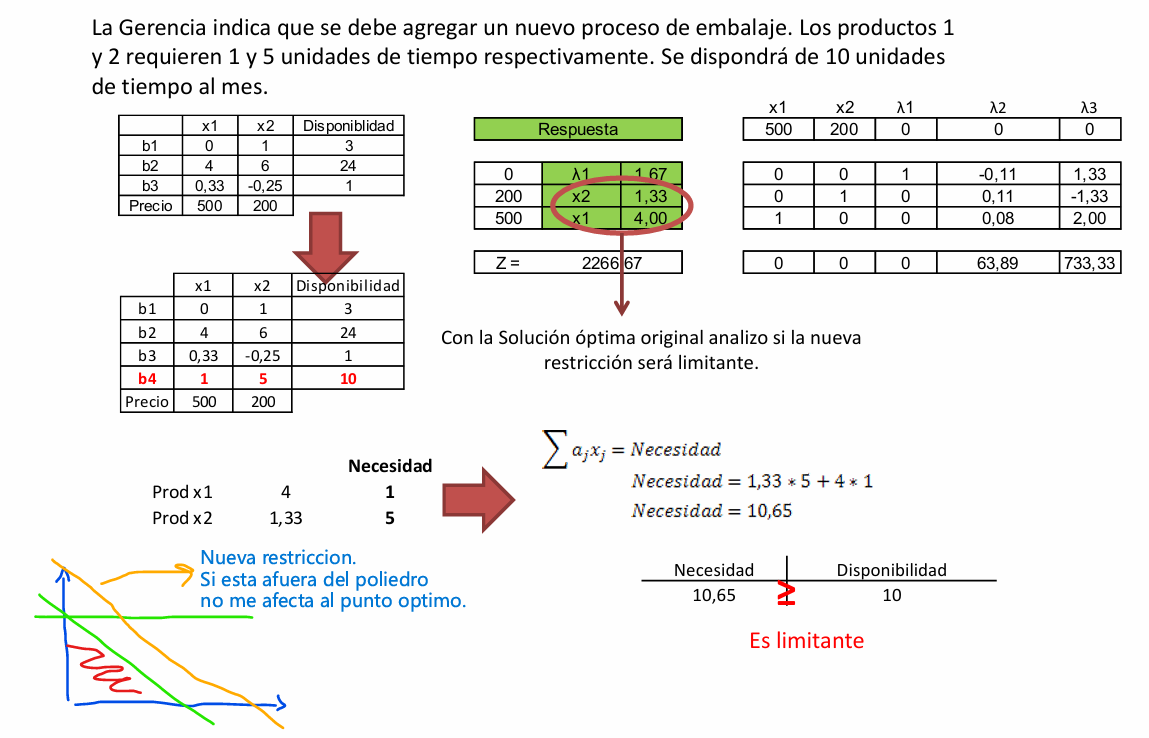 La Gerencia indica que se debe agregar un nuevo proceso de embalaje. Los productos 1
y 2 requieren 1 y 5 unidades de tiempo respectivamente. Se dispondrá de 10 unidades
de tiempo al mes.
x1 x2 Disponiblidad
b1 0 1 3
b2 4 6 24
b3 0,33 -0,25 1
Precio 500 200
Respuesta
0 λ1 1,67
200 x2 1,33
500 x1 4,00
Z = 2266,67
x1 x2 λ1 λ2 λ3
500 200 0 0 0
0 0 1 -0,11 1,33
0 1 0 0,11 -1,33
1 0 0 0,08 2,00
0 0 0 63,89 733,33
x1 x2 Disponibilidad
b1 0 1 3
b2 4 6 24
b3 0,33 -0,25 1
b4 1 5 10
Precio 500 200
Con la Solución óptima original analizo si la nueva
restricción será limitante.
Necesidad
Prod x1 4 1
Prod x2 1,33 5
∑ aⱼxⱼ = Necesidad
Necesidad = 1,33 * 5 + 4 * 1
Necesidad = 10,65
Nueva restriccion.
Si esta afuera del poliedro
no me afecta al punto optimo.
Necesidad Disponibilidad
10,65 ≥ 10
Es limitante